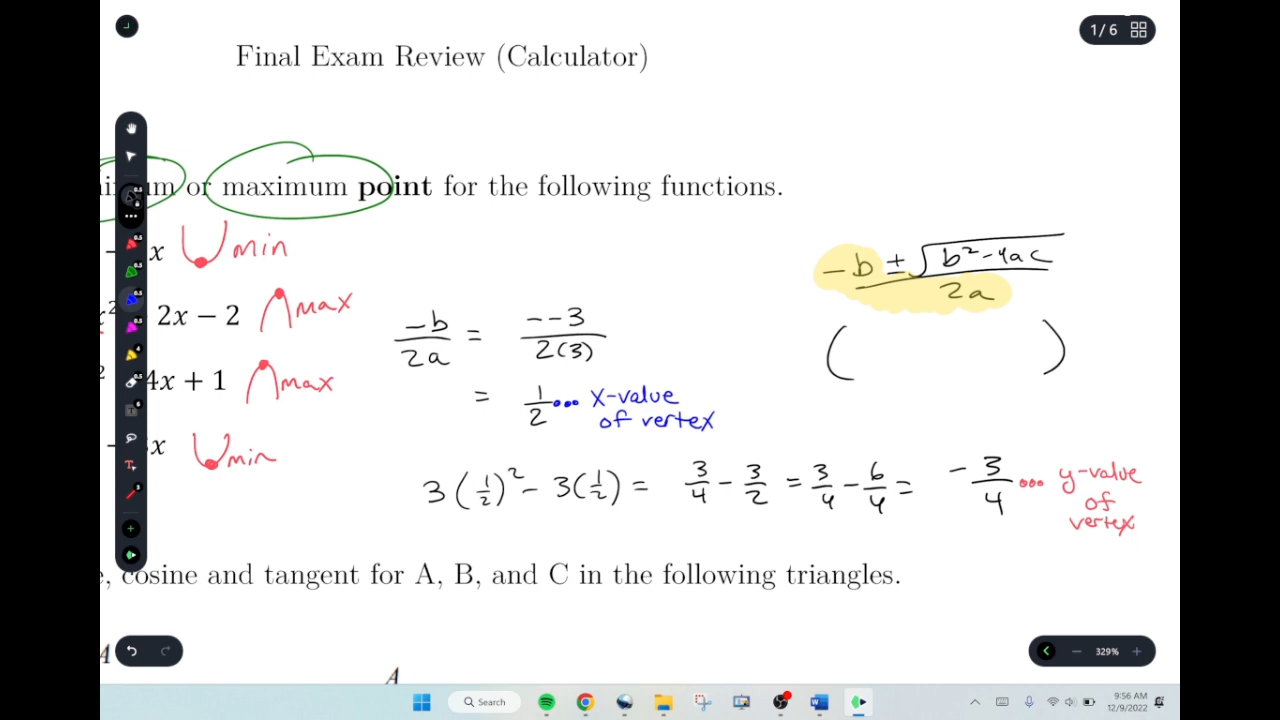 1/6
Final Exam Review (Calculator)
or maximum point for the following functions.
x min
2x − 2 max
4x + 1 max
x min
-b ± √b²-4ac
2a
( )
-b/2a = --3/2(3)
= 1/2 ... x-value
of vertex
3(1/2)² - 3(1/2) = 3/4 - 3/2 = 3/4 - 6/4 = -3/4 ... y-value
of
vertex
, cosine and tangent for A, B, and C in the following triangles.
A
A
329%
Search
9:56 AM
12/9/2022